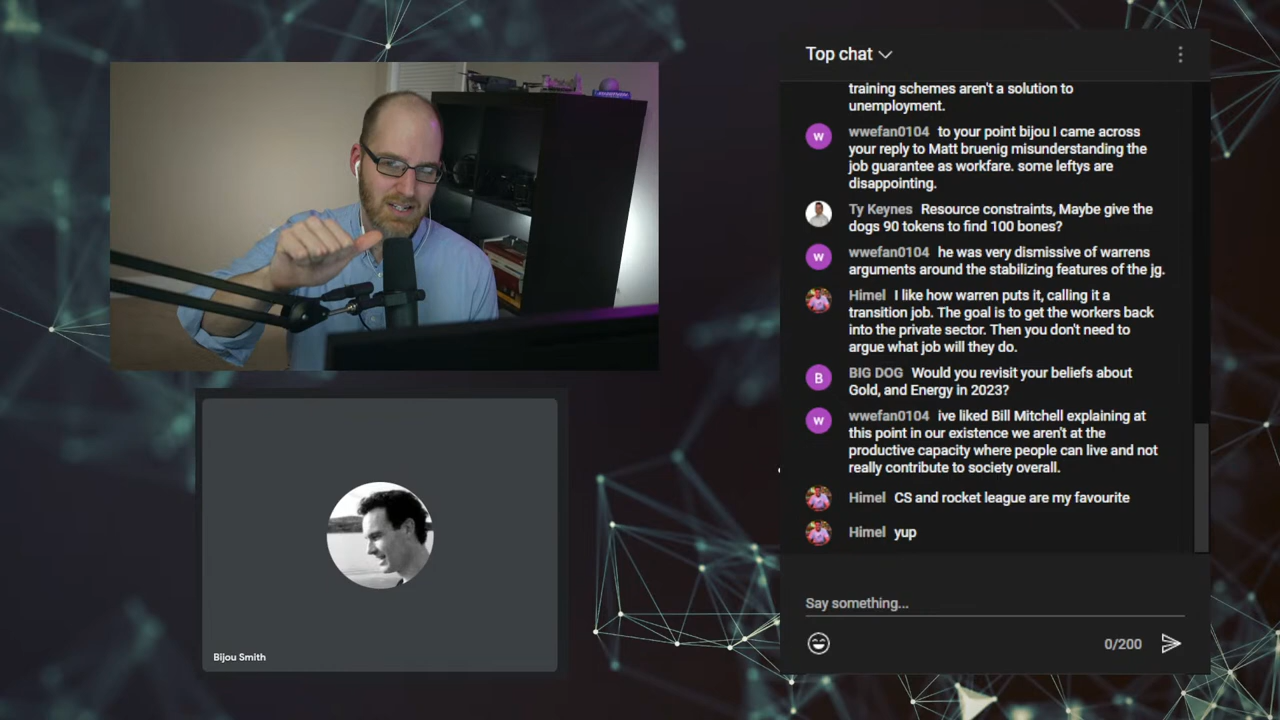 Top chat
training schemes aren't a solution to
unemployment.
w
wwefan0104 to your point bijou I came across
your reply to Matt bruenig misunderstanding the
job guarantee as workfare. some leftys are
disappointing.
Ty Keynes Resource constraints, Maybe give the
dogs 90 tokens to find 100 bones?
w
wwefan0104 he was very dismissive of warrens
arguments around the stabilizing features of the jg.
Himel I like how warren puts it, calling it a
transition job. The goal is to get the workers back
into the private sector. Then you don't need to
argue what job will they do.
B
BIG DOG Would you revisit your beliefs about
Gold, and Energy in 2023?
w
wwefan0104 ive liked Bill Mitchell explaining at
this point in our existence we aren't at the
productive capacity where people can live and not
really contribute to society overall.
Himel CS and rocket league are my favourite
Himel yup
Say something...
0/200
Bijou Smith